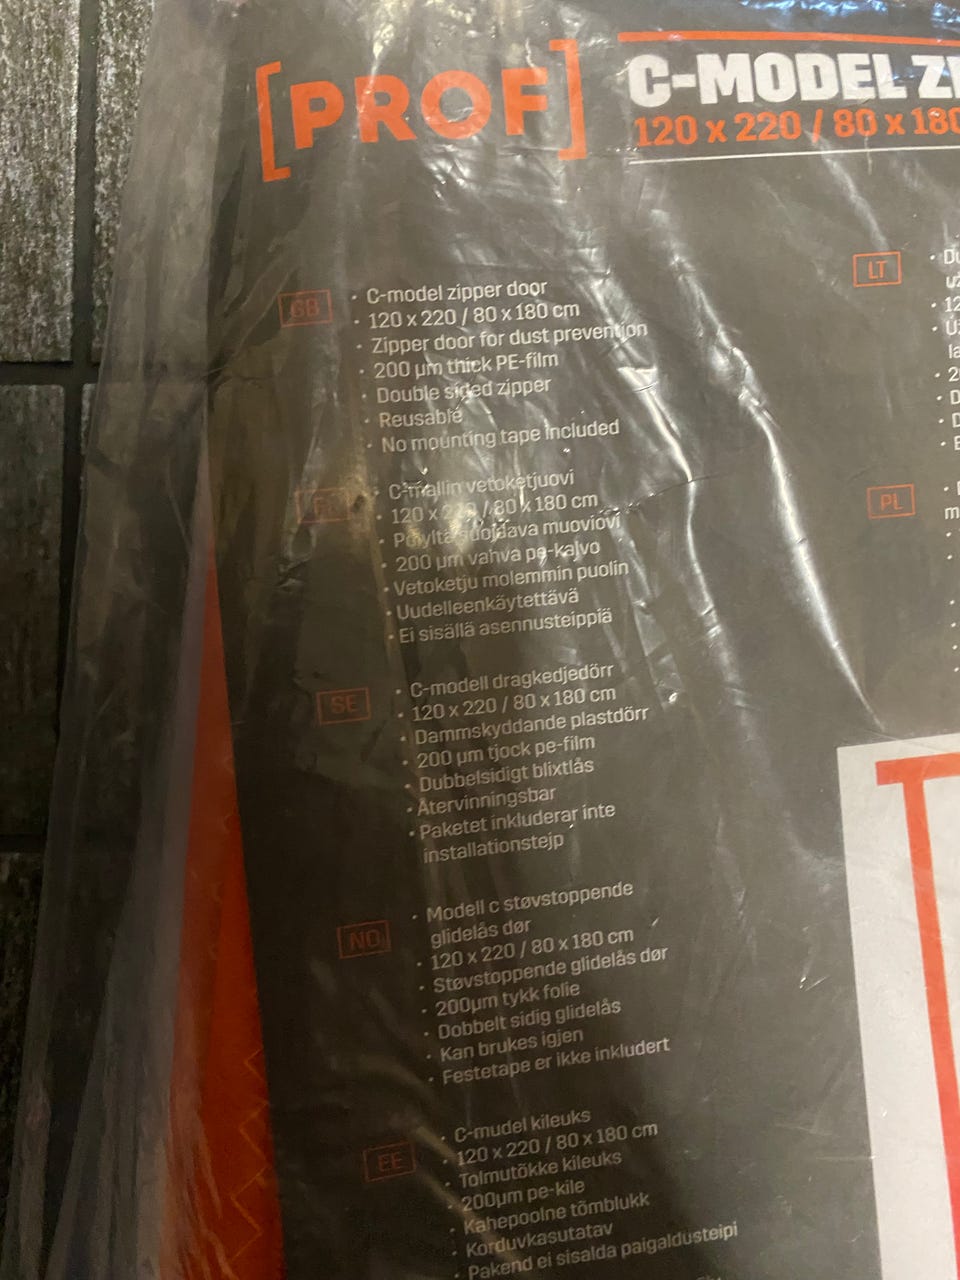 [PROF]
C-MODEL
120 x 220 / 80 x 180
GB
· C-model zipper door
· 120 x 220 / 80 x 180 cm
· Zipper door for dust prevention
· 200 µm thick PE-film
· Double sided zipper
· Reusable
· No mounting tape included
FI
· C-mallin vetoketjuovi
· 120 x 220 / 80 x 180 cm
· Pölyltä suojaava muoviovi
· 200 µm vahva pe-kalvo
· Vetoketju molemmin puolin
· Uudelleenkäytettävä
· Ei sisällä asennusteippiä
SE
· C-modell dragkedjedörr
· 120 x 220 / 80 x 180 cm
· Dammskyddande plastdörr
· 200 µm tjock pe-film
· Dubbelsidigt blixtlås
· Återvinningsbar
· Paketet inkluderar inte
installationstejp
NO
· Modell c støvstoppende
glidelås dør
· 120 x 220 / 80 x 180 cm
· Støvstoppende glidelås dør
· 200µm tykk folie
· Dobbelt sidig glidelås
· Kan brukes igjen
· Festetape er ikke inkludert
EE
· C-mudel kileuks
· 120 x 220 / 80 x 180 cm
· Tolmutõkke kileuks
· 200µm pe-kile
· Kahepoolne tõmblukk
· Korduvkasutatav
· Pakend ei sisalda paigaldusteipi
LT
PL